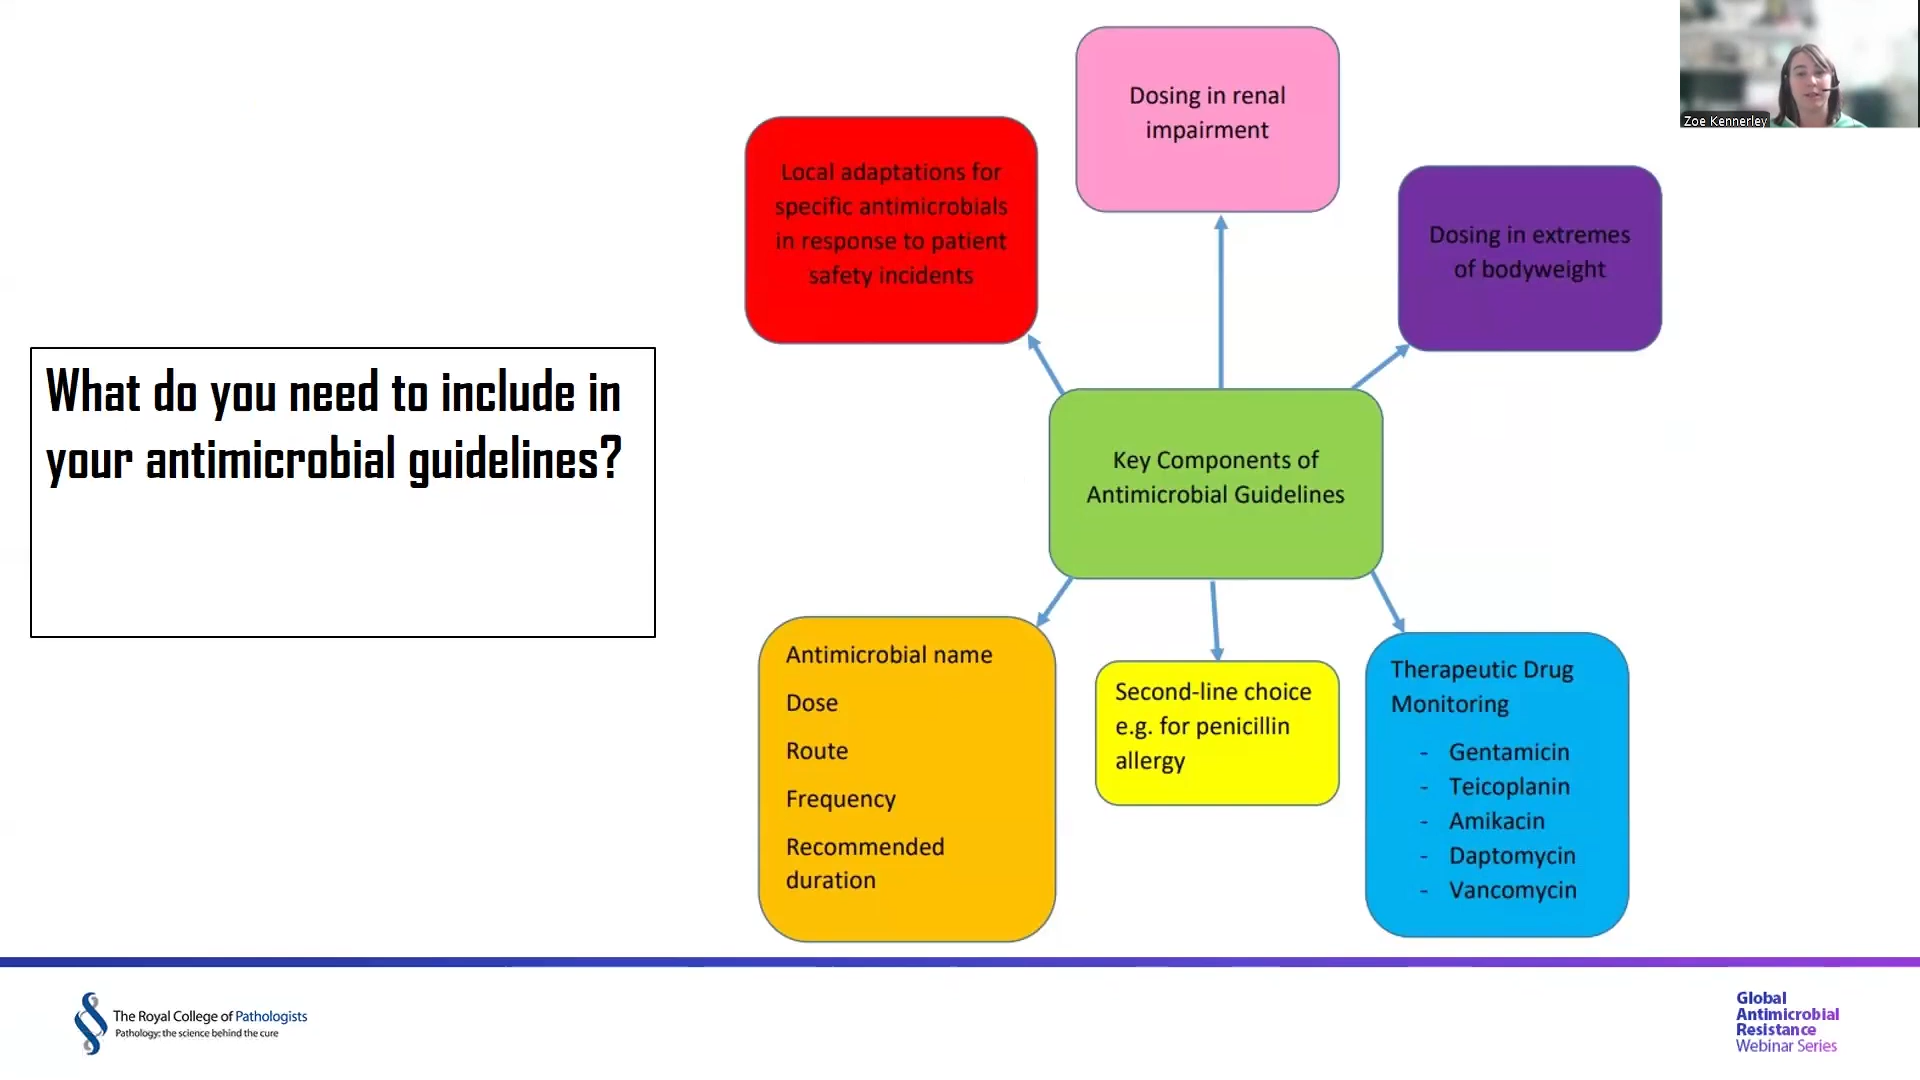 What do you need to include in
your antimicrobial guidelines?
Local adaptations for
specific antimicrobials
in response to patient
safety incidents
Dosing in renal
impairment
Dosing in extremes
of bodyweight
Key Components of
Antimicrobial Guidelines
Antimicrobial name
Dose
Route
Frequency
Recommended
duration
Second-line choice
e.g. for penicillin
allergy
Therapeutic Drug
Monitoring
- Gentamicin
- Teicoplanin
- Amikacin
- Daptomycin
- Vancomycin
Zoe Kennerley
The Royal College of Pathologists
Pathology: the science behind the cure
Global
Antimicrobial
Resistance
Webinar Series